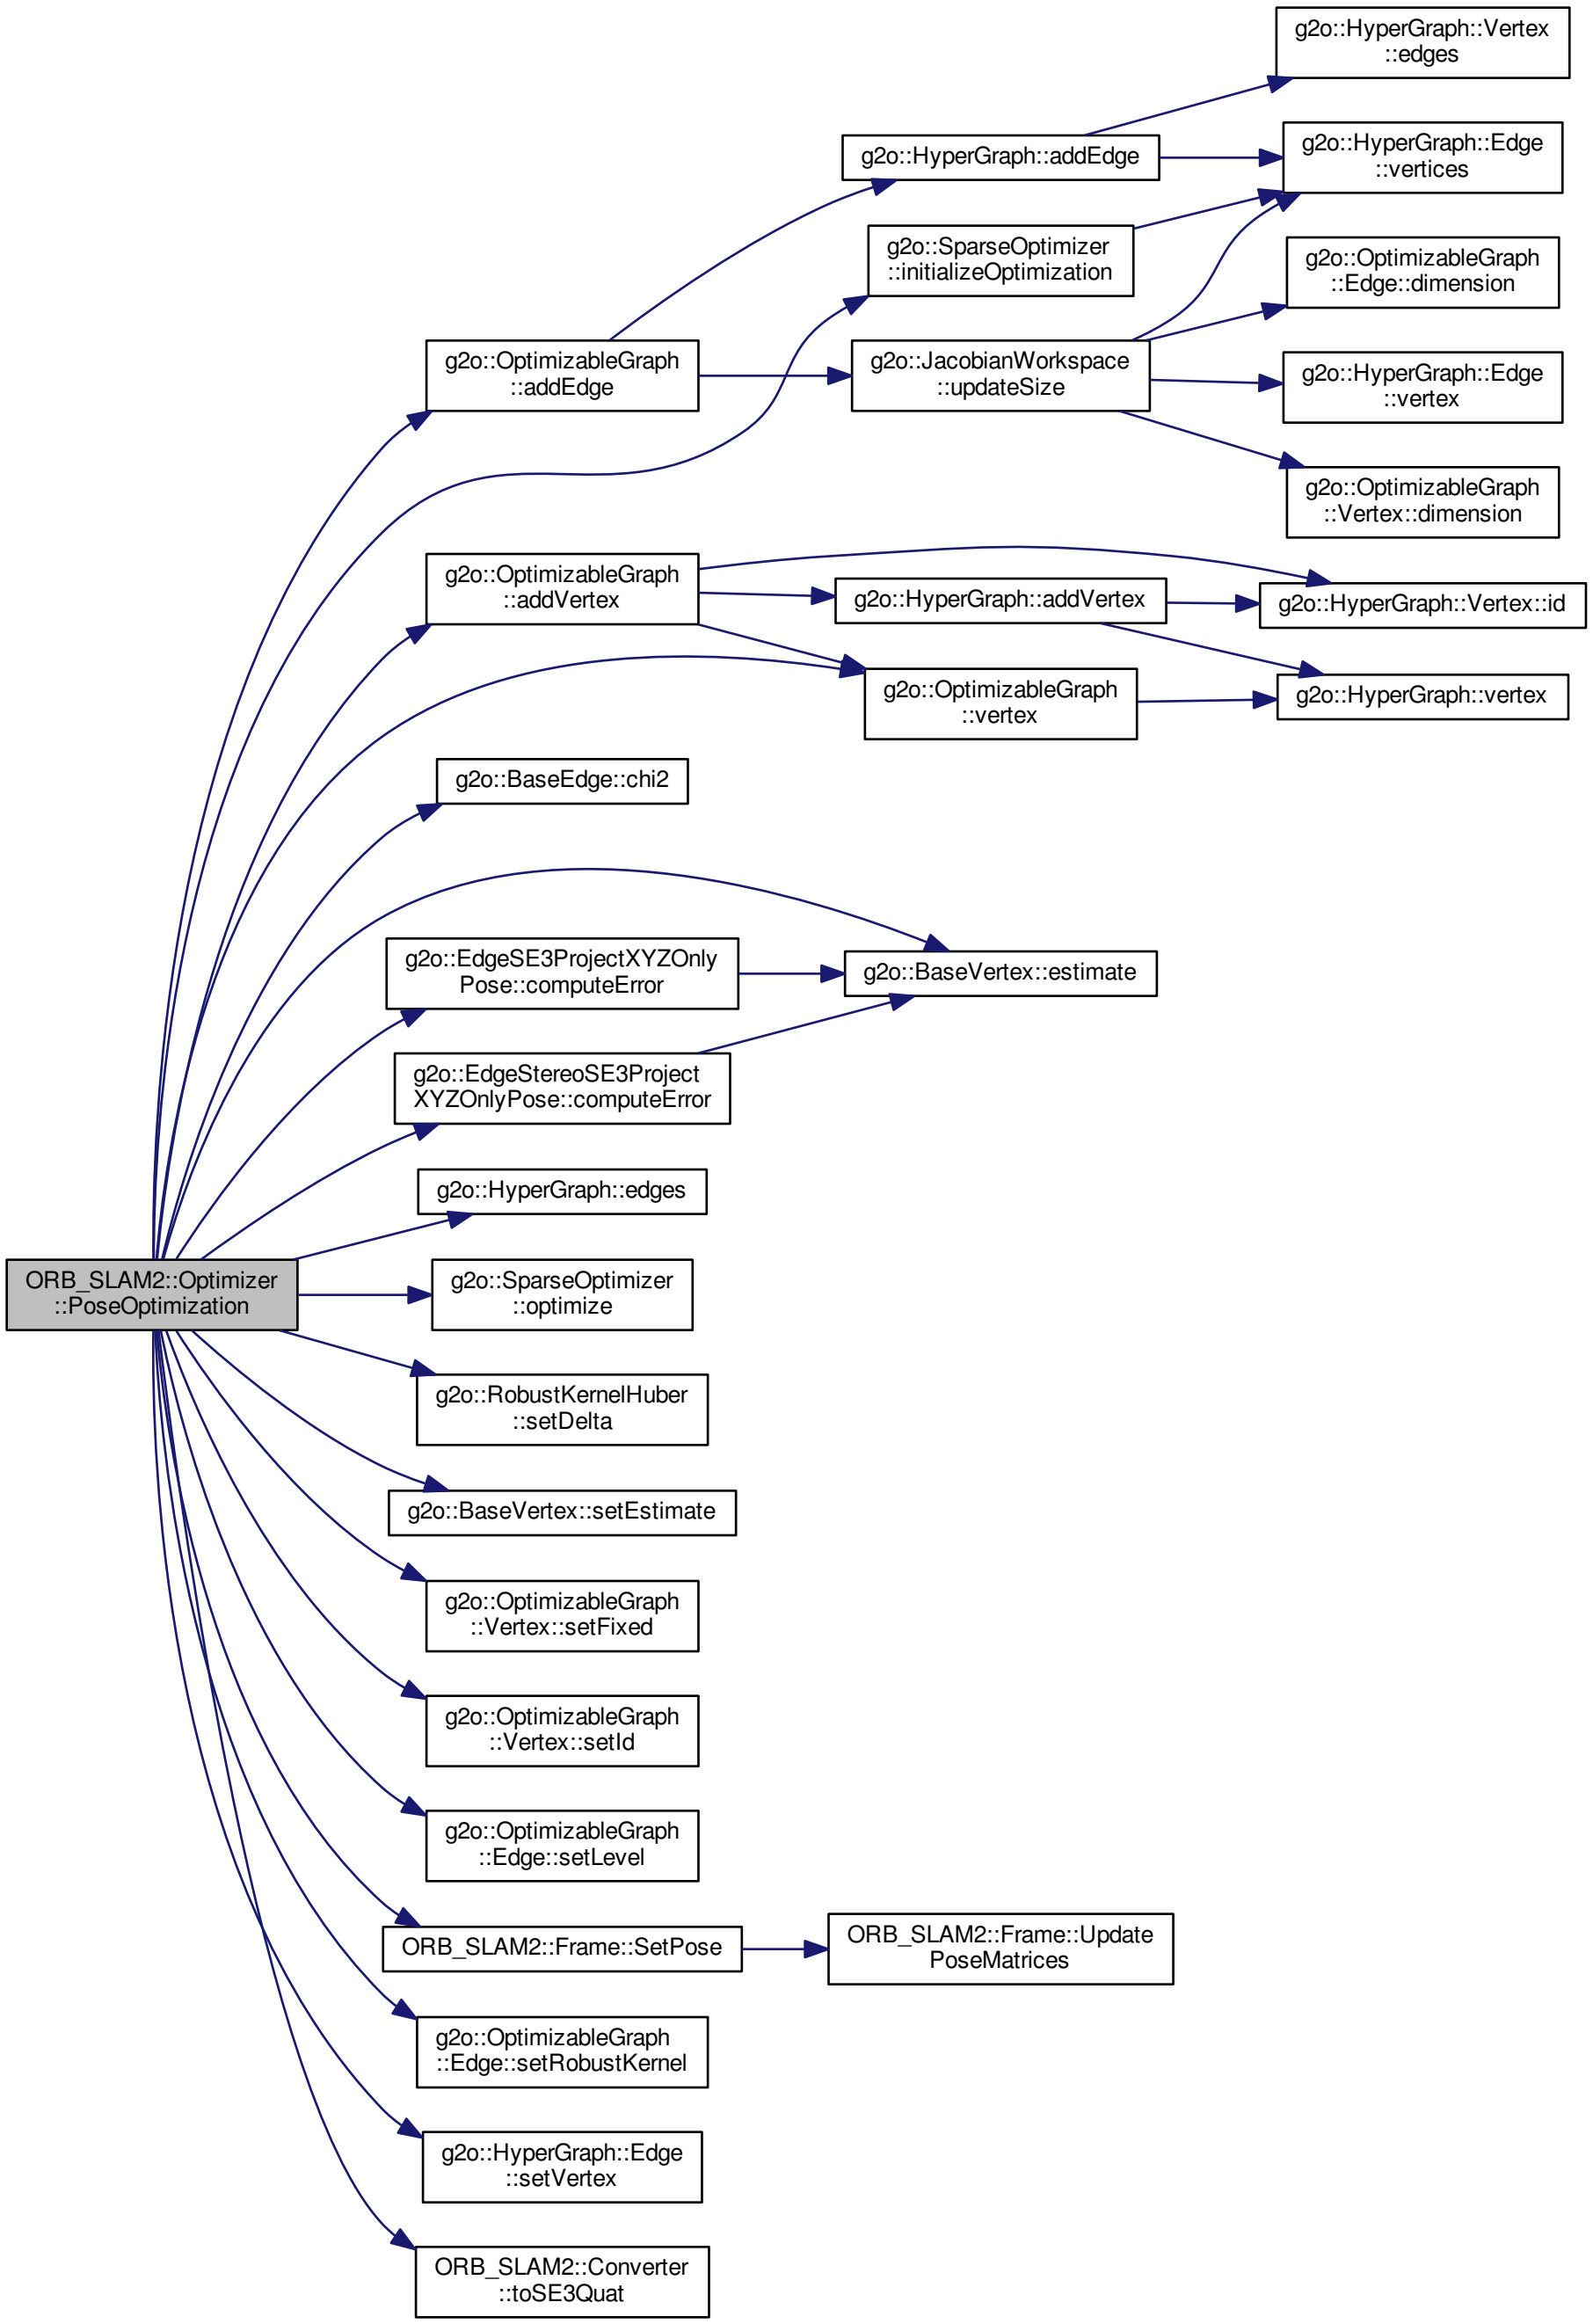 g2o::HyperGraph::Vertex
::edges
g2o::HyperGraph::addEdge
g2o::HyperGraph::Edge
::vertices
g2o::SparseOptimizer
::initializeOptimization
g2o::OptimizableGraph
::Edge::dimension
g2o::OptimizableGraph
::addEdge
g2o::JacobianWorkspace
::updateSize
g2o::HyperGraph::Edge
::vertex
g2o::OptimizableGraph
::Vertex::dimension
g2o::OptimizableGraph
::addVertex
g2o::HyperGraph::addVertex
g2o::HyperGraph::Vertex::id
g2o::OptimizableGraph
::vertex
g2o::HyperGraph::vertex
g2o::BaseEdge::chi2
g2o::EdgeSE3ProjectXYZOnly
Pose::computeError
g2o::BaseVertex::estimate
g2o::EdgeStereoSE3Project
XYZOnlyPose::computeError
g2o::HyperGraph::edges
ORB_SLAM2::Optimizer
::PoseOptimization
g2o::SparseOptimizer
::optimize
g2o::RobustKernelHuber
::setDelta
g2o::BaseVertex::setEstimate
g2o::OptimizableGraph
::Vertex::setFixed
g2o::OptimizableGraph
::Vertex::setId
g2o::OptimizableGraph
::Edge::setLevel
ORB_SLAM2::Frame::SetPose
ORB_SLAM2::Frame::Update
PoseMatrices
g2o::OptimizableGraph
::Edge::setRobustKernel
g2o::HyperGraph::Edge
::setVertex
ORB_SLAM2::Converter
::toSE3Quat